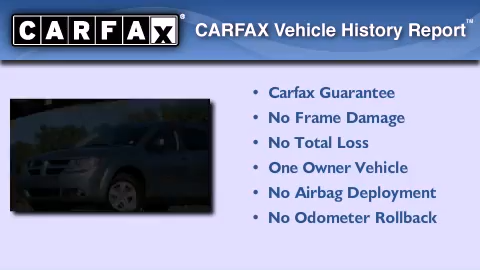 CARFAX® CARFAX Vehicle History Report™
• Carfax Guarantee
• No Frame Damage
• No Total Loss
• One Owner Vehicle
• No Airbag Deployment
• No Odometer Rollback